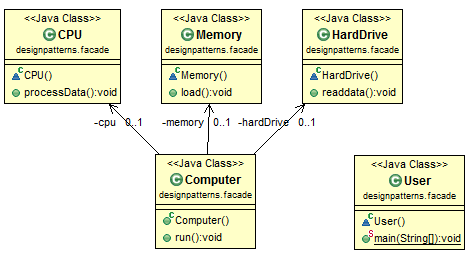 <<Java Class>>
CPU
designpatterns.facade
CPU()
processData():void
<<Java Class>>
Memory
designpatterns.facade
Memory()
load():void
<<Java Class>>
HardDrive
designpatterns.facade
HardDrive()
readdata():void
-cpu 0..1
-memory 0..1
-hardDrive 0..1
<<Java Class>>
Computer
designpatterns.facade
Computer()
run():void
<<Java Class>>
User
designpatterns.facade
User()
main(String[]):void